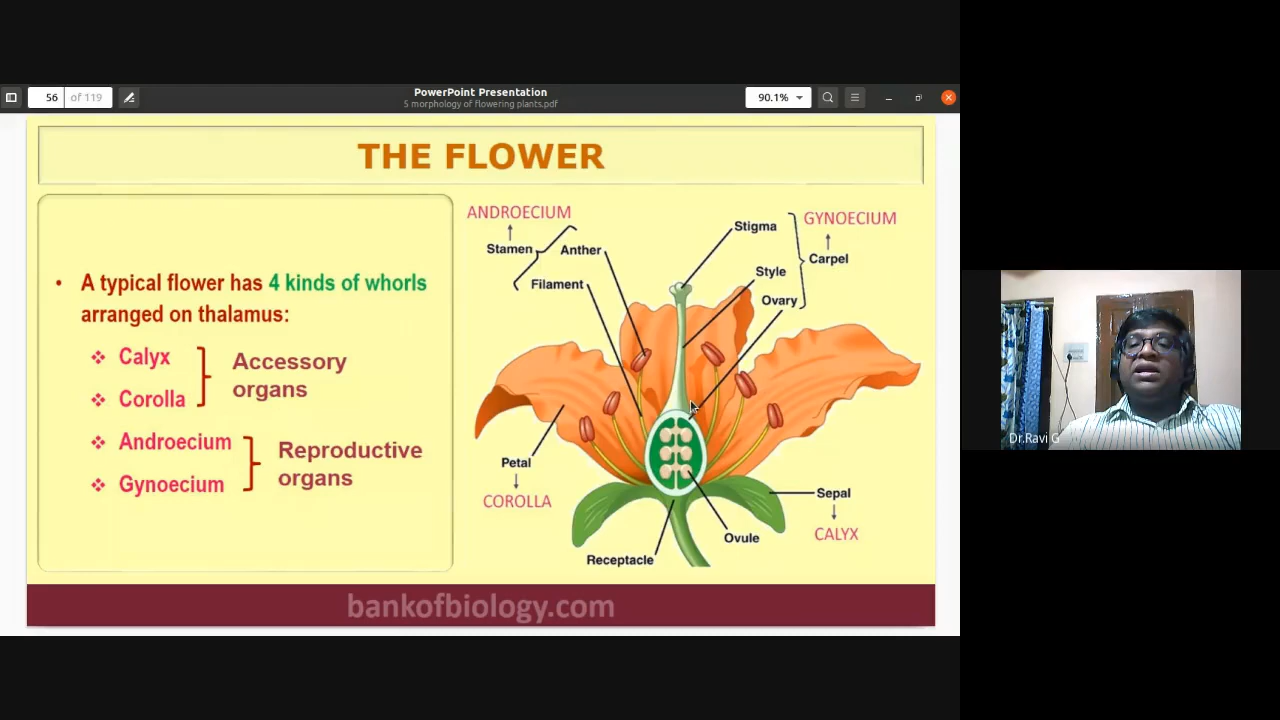 56 of 119
PowerPoint Presentation
5 morphology of flowering plants.pdf
90.1%
THE FLOWER
• A typical flower has 4 kinds of whorls
arranged on thalamus:
❖ Calyx
❖ Corolla
Accessory
organs
❖ Androecium
❖ Gynoecium
Reproductive
organs
ANDROECIUM
Stamen
Anther
Filament
Stigma
Style
Ovary
GYNOECIUM
Carpel
Petal
COROLLA
Sepal
CALYX
Ovule
Receptacle
bankofbiology.com
Dr.Ravi G